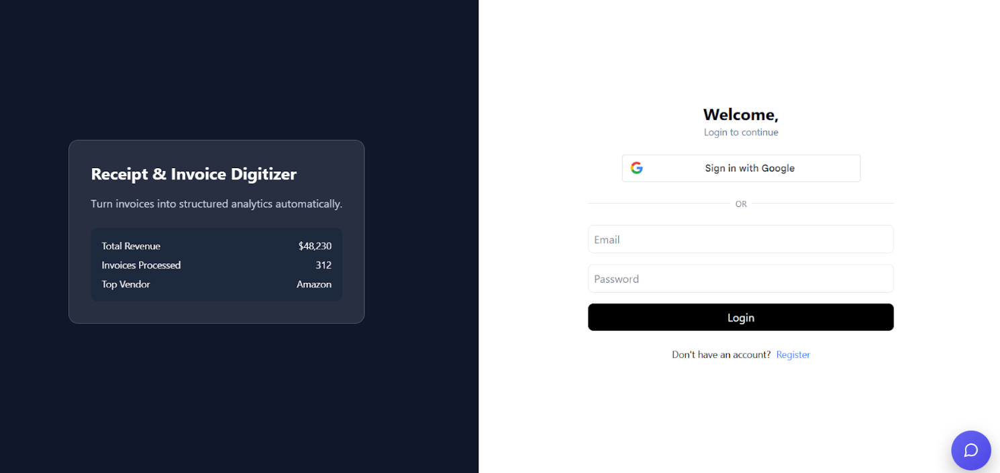 Receipt & Invoice Digitizer
Turn invoices into structured analytics automatically.
Total Revenue $48,230
Invoices Processed 312
Top Vendor Amazon
Welcome,
Login to continue
Sign in with Google
OR
Email
Password
Login
Don't have an account? Register